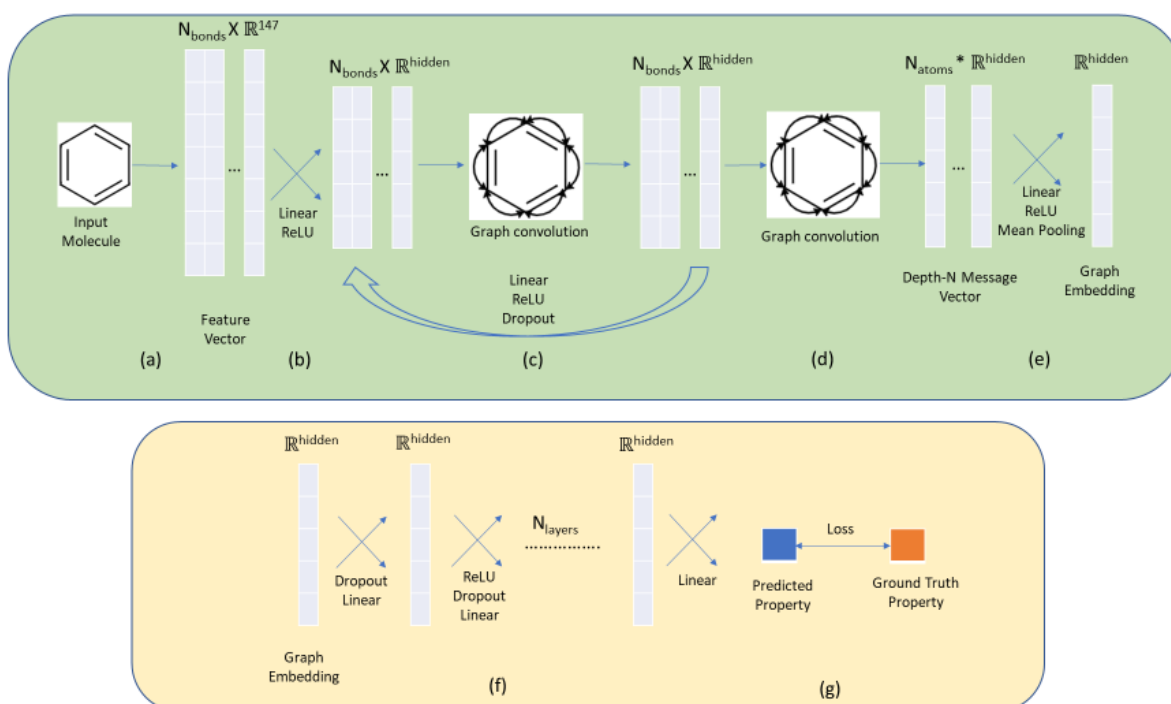 N_bonds X ℝ^147
N_bonds X ℝ^hidden
N_bonds X ℝ^hidden
N_atoms * ℝ^hidden
ℝ^hidden
...
...
...
...
Input
Molecule
Linear
ReLU
Graph convolution
Graph convolution
Linear
ReLU
Mean Pooling
Feature
Vector
Linear
ReLU
Dropout
Depth-N Message
Vector
Graph
Embedding
(a)
(b)
(c)
(d)
(e)
ℝ^hidden
ℝ^hidden
ℝ^hidden
N_layers
................
Dropout
Linear
ReLU
Dropout
Linear
Linear
Loss
Predicted
Property
Ground Truth
Property
Graph
Embedding
(f)
(g)